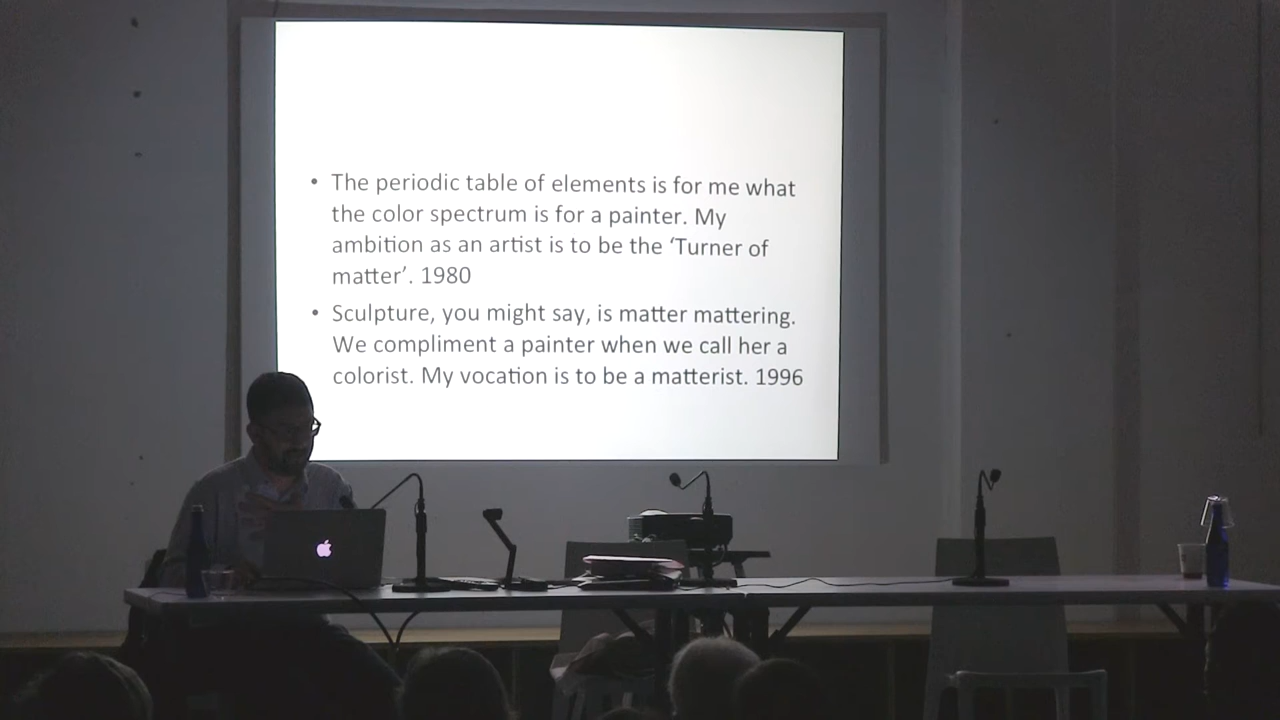 • The periodic table of elements is for me what
the color spectrum is for a painter. My
ambition as an artist is to be the ‘Turner of
matter’. 1980
• Sculpture, you might say, is matter mattering.
We compliment a painter when we call her a
colorist. My vocation is to be a matterist. 1996